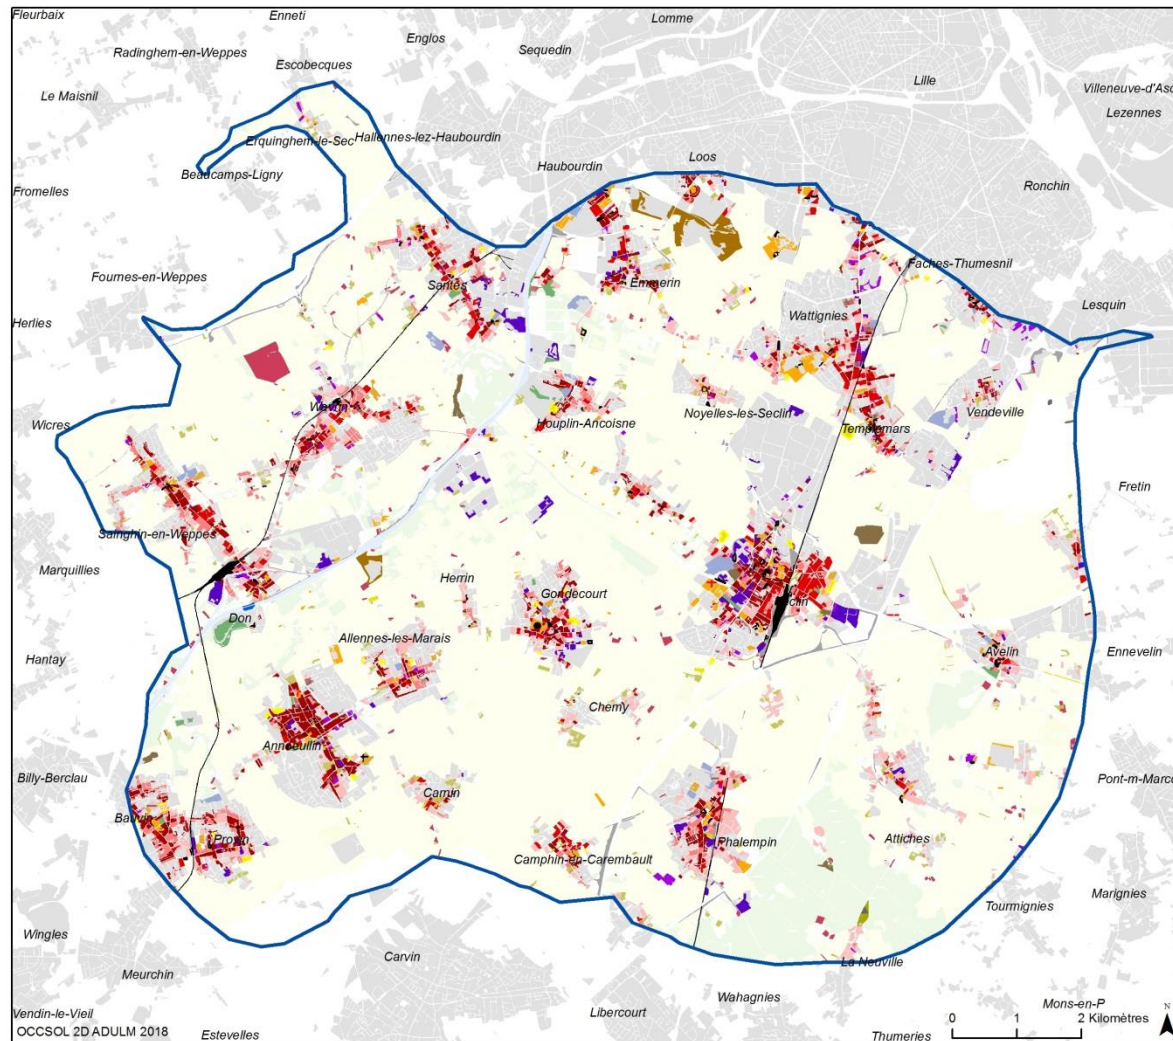 Fleurbaix
Enneti
Lomme
Radinghem-en-Weppes
Englos
Sequedin
Escobecques
Lille
Le Maisnil
Villeneuve-d'Asc
Lezennes
Erquinghem-le-Sec
Hallennes-lez-Haubourdin
Haubourdin
Loos
Beaucamps-Ligny
Ronchin
Fromelles
Fournes-en-Weppes
Santes
Emmerin
Faches-Thumesnil
Lesquin
Herlies
Wattignies
Wicres
Wavrin
Houplin-Ancoisne
Noyelles-les-Seclin
Templemars
Vendeville
Fretin
Sainghin-en-Weppes
Marquillies
Herrin
Gondecourt
Don
Allennes-les-Marais
Hantay
Avelin
Ennevelin
Chemy
Annoeullin
Billy-Berclau
Carnin
Pont-m-Marcq
Bauvin
Provin
Camphin-en-Carembault
Phalempin
Attiches
Tourmignies
Marignies
Wingles
Carvin
La Neuville
Meurchin
Wahagnies
Mons-en-P
Vendin-le-Vieil
Libercourt
N
0 1 2 Kilomètres
OCCSOL 2D ADULM 2018
Estevelles
Thumeries